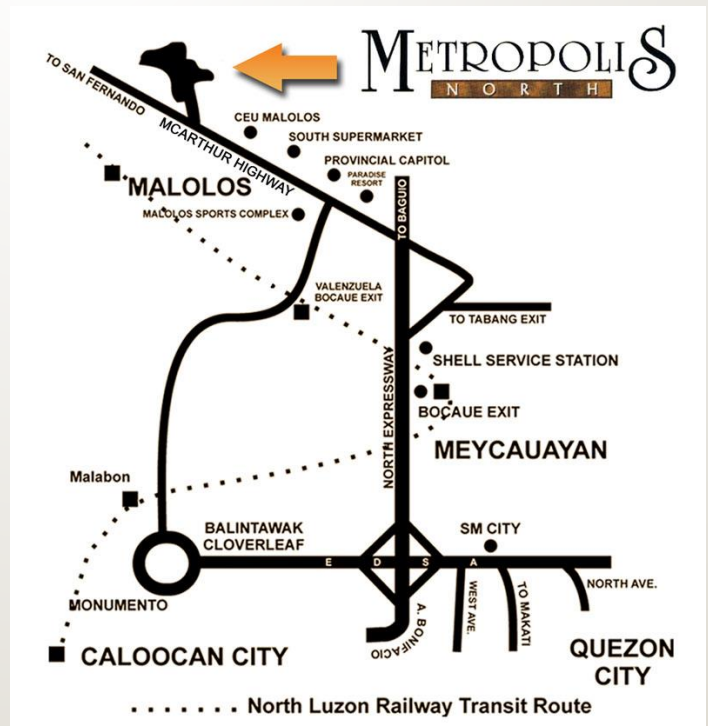 METROPOLIS
NORTH
TO SAN FERNANDO
MCARTHUR HIGHWAY
CEU MALOLOS
SOUTH SUPERMARKET
PROVINCIAL CAPITOL
PARADISE
RESORT
MALOLOS
MALOLOS SPORTS COMPLEX
TO BAGUIO
VALENZUELA
BOCAUE EXIT
TO TABANG EXIT
SHELL SERVICE STATION
BOCAUE EXIT
NORTH EXPRESSWAY
MEYCAUAYAN
Malabon
BALINTAWAK
CLOVERLEAF
SM CITY
E D S A
MONUMENTO
A. BONIFACIO
WEST AVE.
TO MAKATI
NORTH AVE.
CALOOCAN CITY
QUEZON
CITY
North Luzon Railway Transit Route